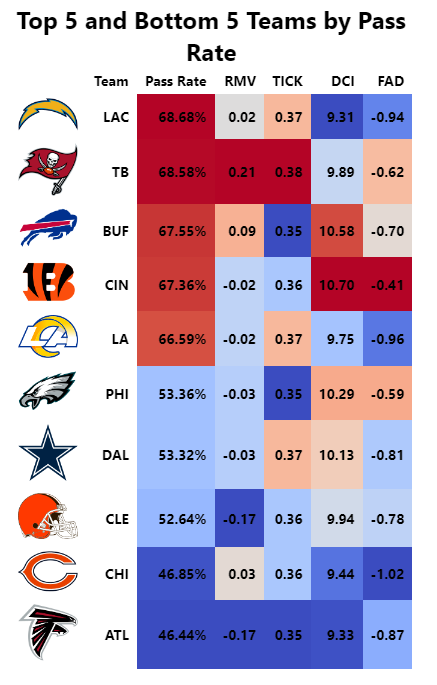 Top 5 and Bottom 5 Teams by Pass
Rate
Team Pass Rate RMV TICK DCI FAD
LAC 68.68% 0.02 0.37 9.31 -0.94
TB 68.58% 0.21 0.38 9.89 -0.62
BUF 67.55% 0.09 0.35 10.58 -0.70
CIN 67.36% -0.02 0.36 10.70 -0.41
LA 66.59% -0.02 0.37 9.75 -0.96
PHI 53.36% -0.03 0.35 10.29 -0.59
DAL 53.32% -0.03 0.37 10.13 -0.81
CLE 52.64% -0.17 0.36 9.94 -0.78
CHI 46.85% 0.03 0.36 9.44 -1.02
ATL 46.44% -0.17 0.35 9.33 -0.87